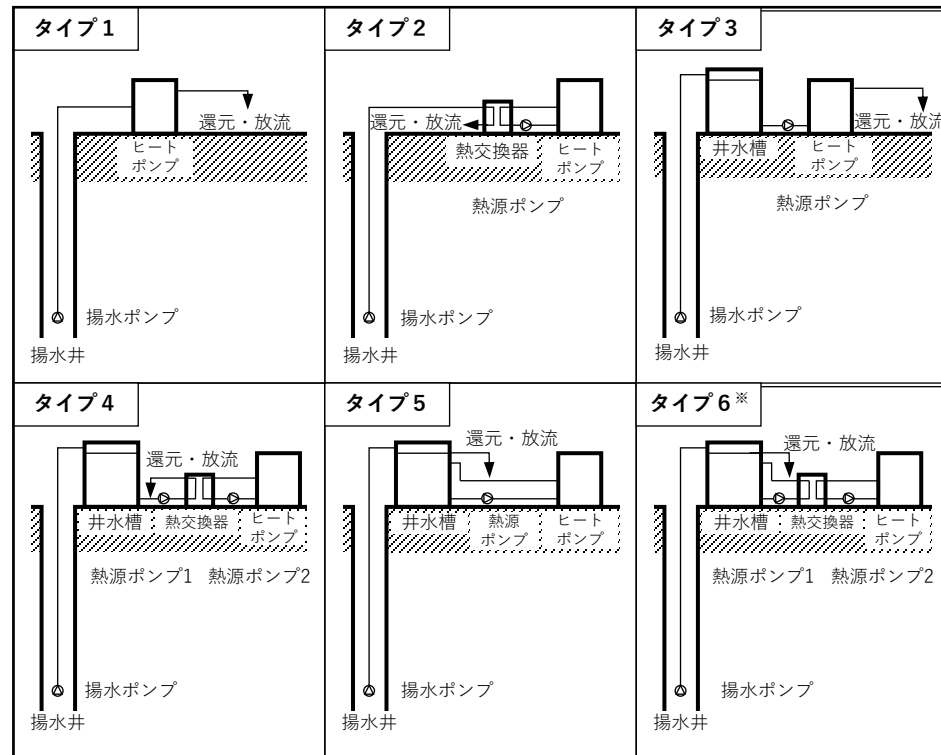 タイプ1
還元・放流
ヒート
ポンプ
揚水ポンプ
揚水井
タイプ2
還元・放流
熱交換器
ヒート
ポンプ
熱源ポンプ
揚水ポンプ
揚水井
タイプ3
還元・放流
井水槽
ヒート
ポンプ
熱源ポンプ
揚水ポンプ
揚水井
タイプ4
還元・放流
井水槽
熱交換器
ヒート
ポンプ
熱源ポンプ1
熱源ポンプ2
揚水ポンプ
揚水井
タイプ5
還元・放流
井水槽
熱源
ポンプ
ヒート
ポンプ
揚水ポンプ
揚水井
タイプ6※
還元・放流
井水槽
熱交換器
ヒート
ポンプ
熱源ポンプ1
熱源ポンプ2
揚水ポンプ
揚水井